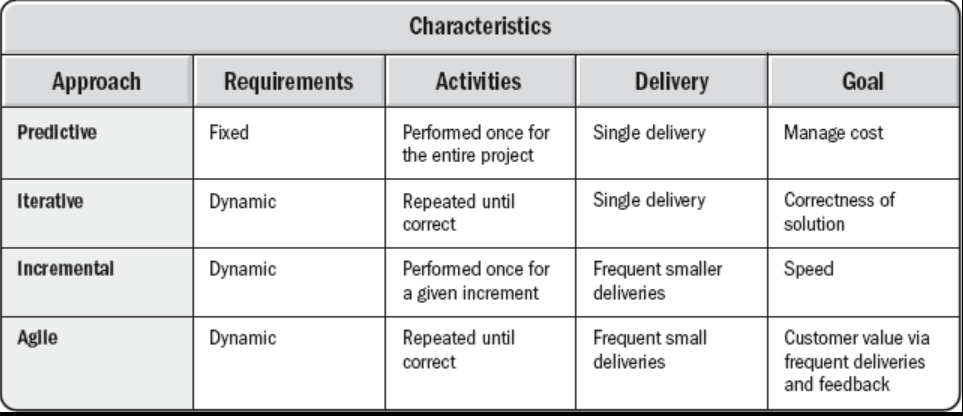 Characteristics
Approach Requirements Activities Delivery Goal
Predictive Fixed Performed once for Single delivery Manage cost
the entire project
Iterative Dynamic Repeated until Single delivery Correctness of
correct solution
Incremental Dynamic Performed once for Frequent smaller Speed
a given increment deliveries
Agile Dynamic Repeated until Frequent small Customer value via
correct deliveries frequent deliveries
and feedback